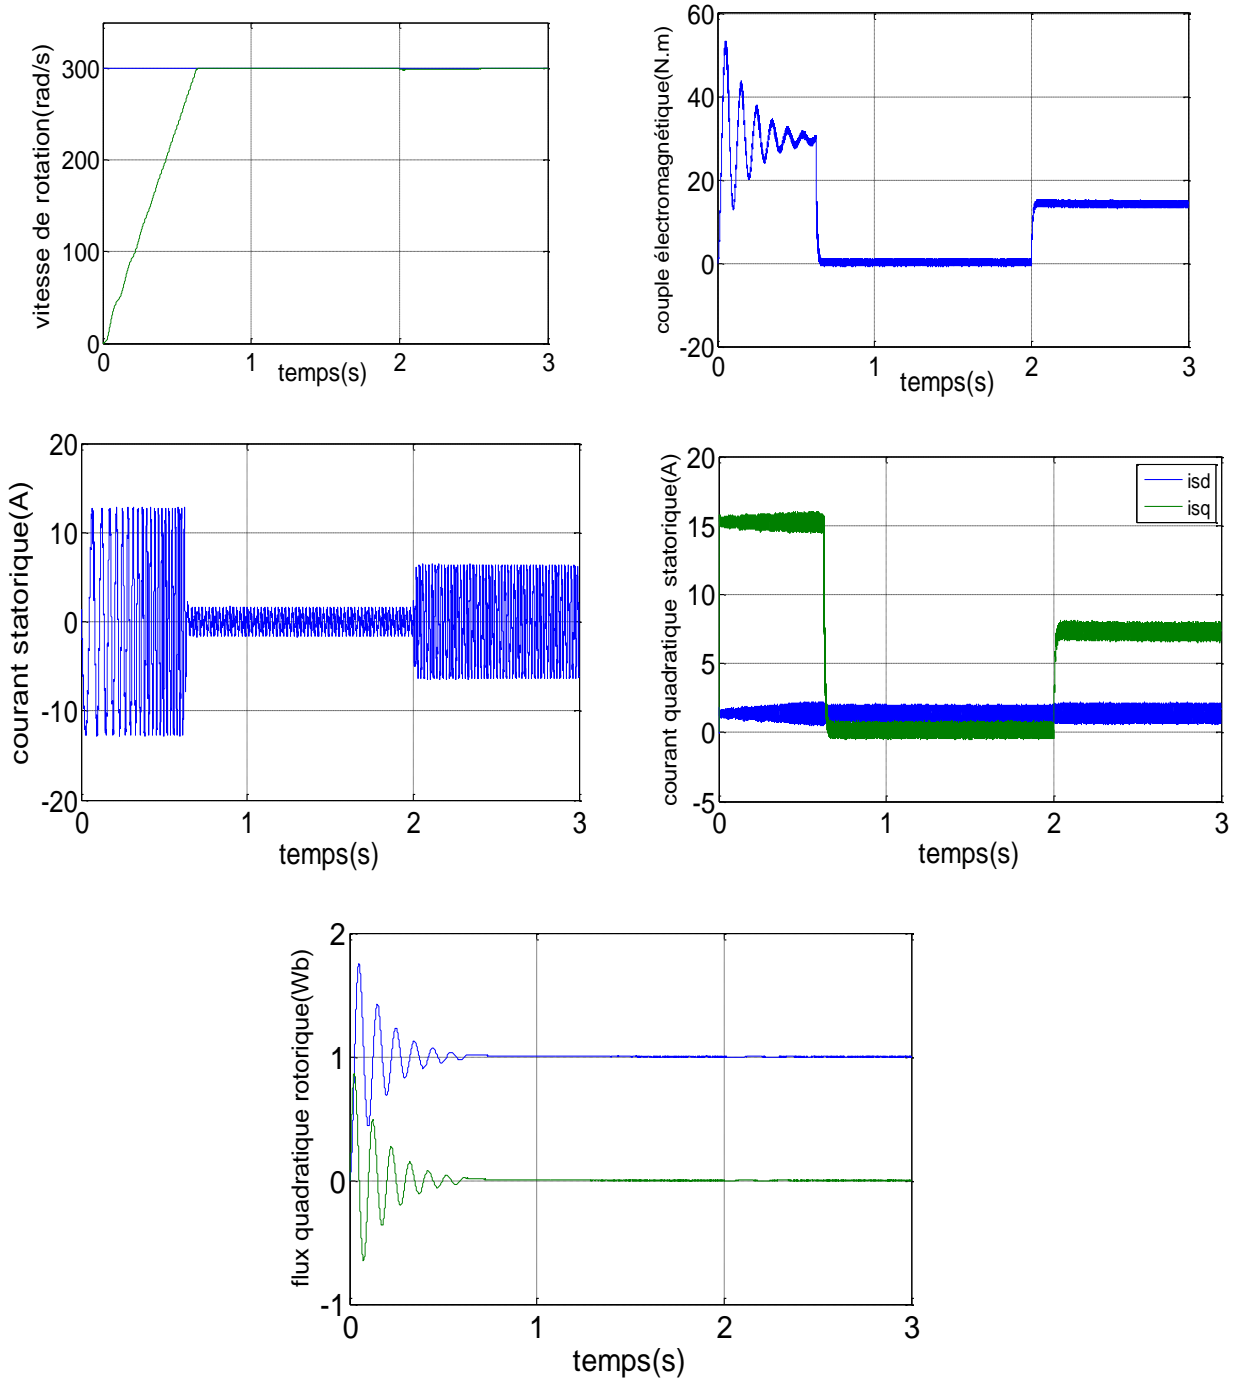 vitesse de rotation(rad/s)
300
200
100
0
0 1 2 3
temps(s)
couple électromagnétique(N.m)
60
40
20
0
-20
0 1 2 3
temps(s)
courant statorique(A)
20
10
0
-10
-20
0 1 2 3
temps(s)
courant quadratique statorique(A)
20
15
10
5
0
-5
0 1 2 3
temps(s)
isd
isq
flux quadratique rotorique(Wb)
2
1
0
-1
0 1 2 3
temps(s)